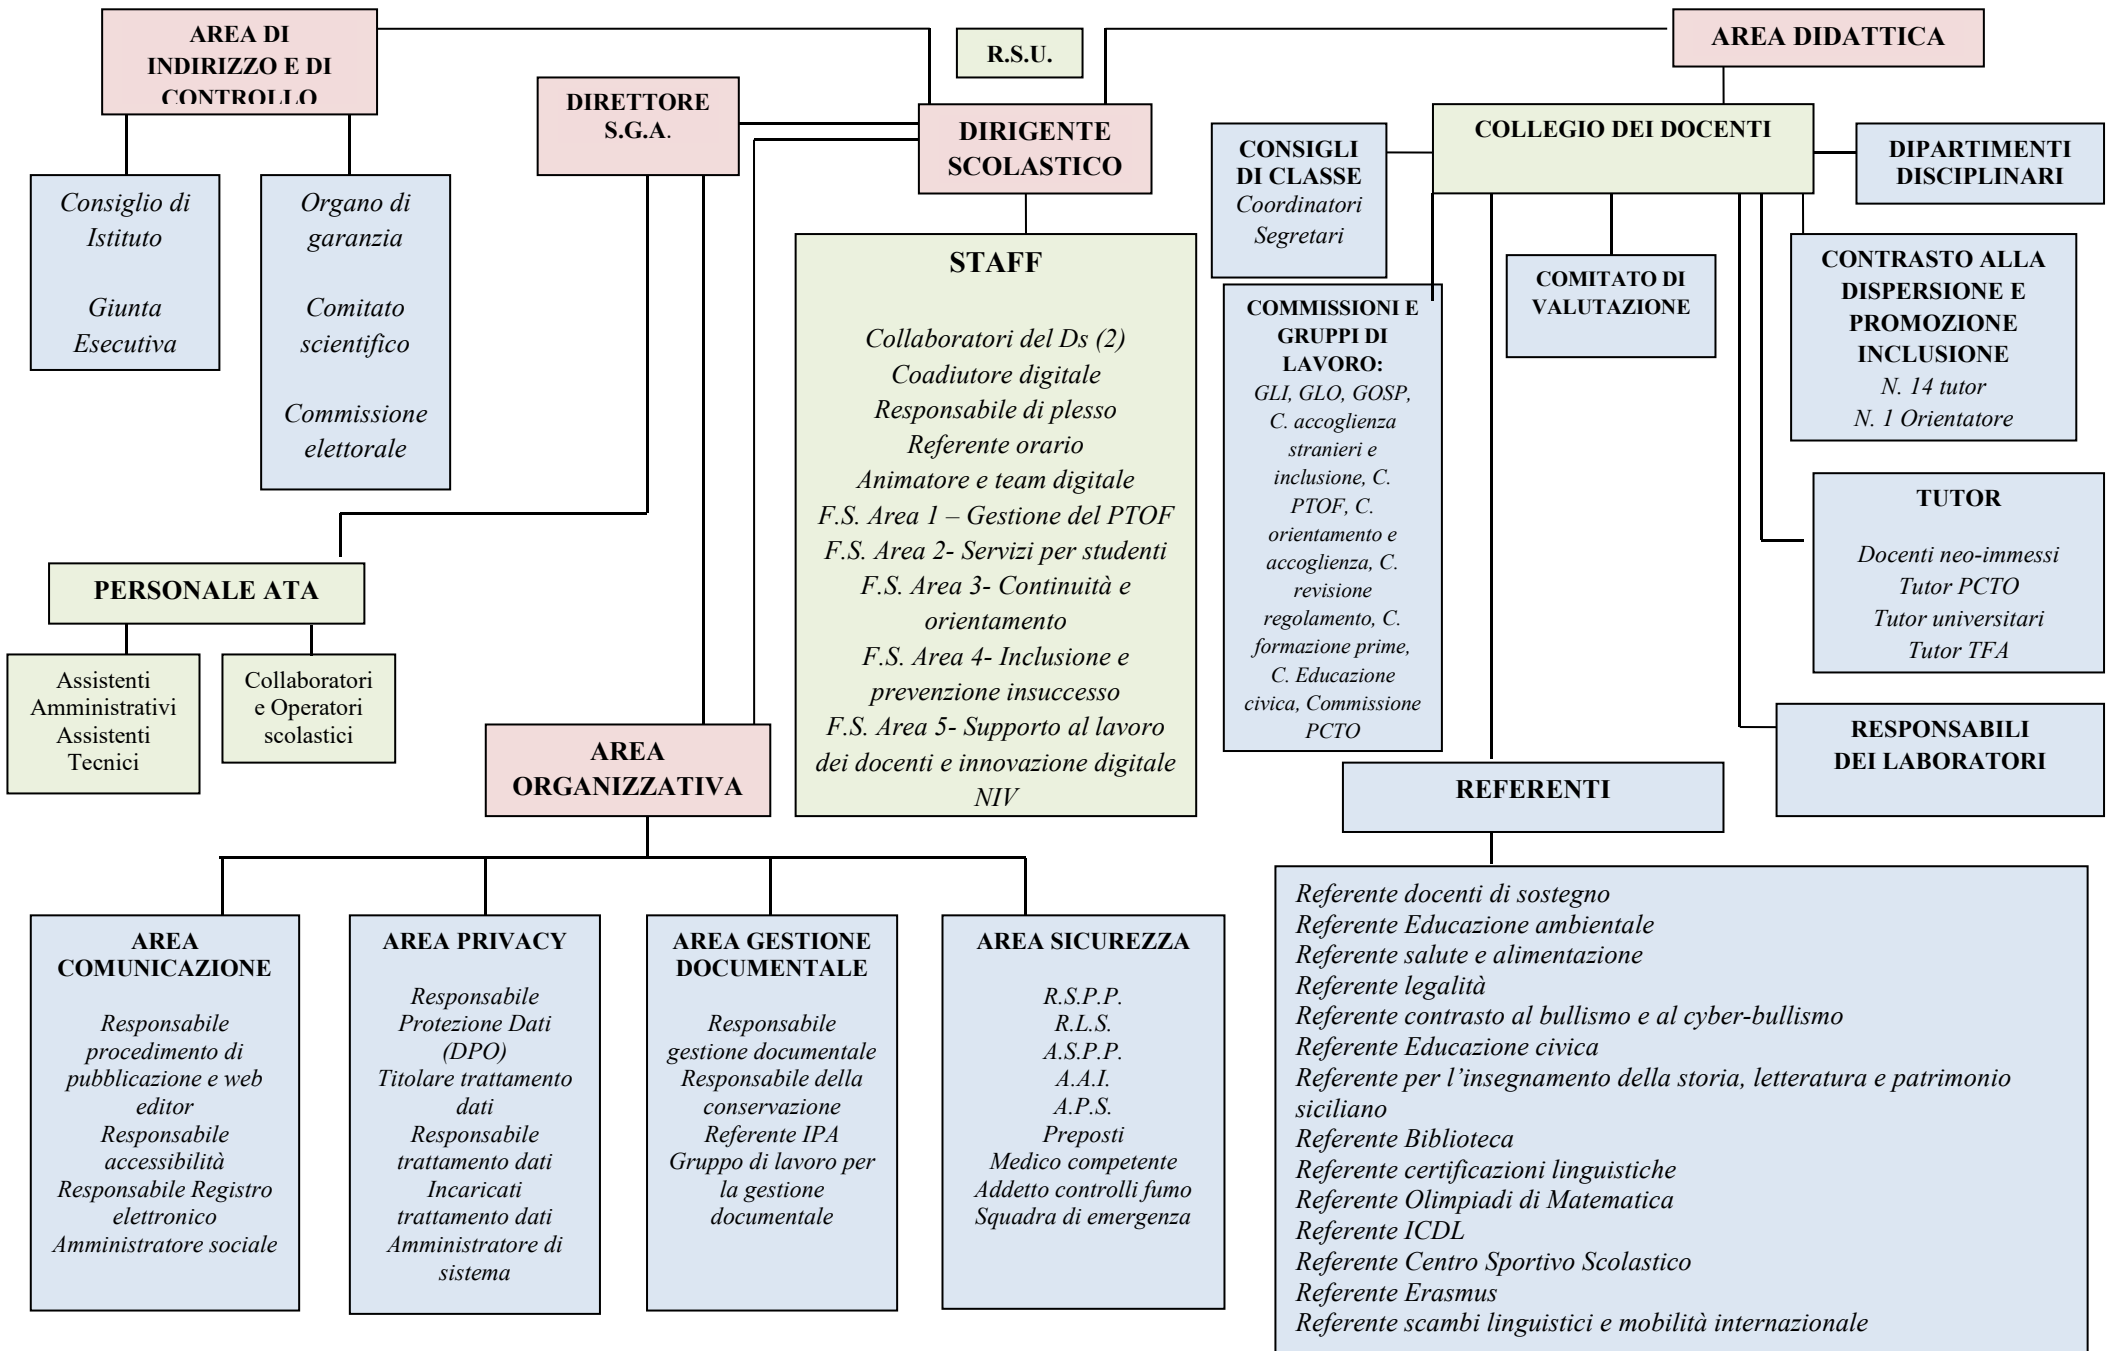 AREA DI
INDIRIZZO E DI
CONTROLLO
R.S.U.
AREA DIDATTICA
DIRETTORE
S.G.A.
DIRIGENTE
SCOLASTICO
COLLEGIO DEI DOCENTI
CONSIGLI
DI CLASSE
Coordinatori
Segretari
DIPARTIMENTI
DISCIPLINARI
Consiglio di
Istituto
Giunta
Esecutiva
Organo di
garanzia
Comitato
scientifico
Commissione
elettorale
STAFF
Collaboratori del Ds (2)
Coadiutore digitale
Responsabile di plesso
Referente orario
Animatore e team digitale
F.S. Area 1 – Gestione del PTOF
F.S. Area 2- Servizi per studenti
F.S. Area 3- Continuità e
orientamento
F.S. Area 4- Inclusione e
prevenzione insuccesso
F.S. Area 5- Supporto al lavoro
dei docenti e innovazione digitale
NIV
COMMISSIONI E
GRUPPI DI
LAVORO:
GLI, GLO, GOSP,
C. accoglienza
stranieri e
inclusione, C.
PTOF, C.
orientamento e
accoglienza, C.
revisione
regolamento, C.
formazione prime,
C. Educazione
civica, Commissione
PCTO
COMITATO DI
VALUTAZIONE
CONTRASTO ALLA
DISPERSIONE E
PROMOZIONE
INCLUSIONE
N. 14 tutor
N. 1 Orientatore
TUTOR
Docenti neo-immessi
Tutor PCTO
Tutor universitari
Tutor TFA
RESPONSABILI
DEI LABORATORI
PERSONALE ATA
Assistenti
Amministrativi
Assistenti
Tecnici
Collaboratori
e Operatori
scolastici
AREA
ORGANIZZATIVA
REFERENTI
AREA
COMUNICAZIONE
Responsabile
procedimento di
pubblicazione e web
editor
Responsabile
accessibilità
Responsabile Registro
elettronico
Amministratore sociale
AREA PRIVACY
Responsabile
Protezione Dati
(DPO)
Titolare trattamento
dati
Responsabile
trattamento dati
Incaricati
trattamento dati
Amministratore di
sistema
AREA GESTIONE
DOCUMENTALE
Responsabile
gestione documentale
Responsabile della
conservazione
Referente IPA
Gruppo di lavoro per
la gestione
documentale
AREA SICUREZZA
R.S.P.P.
R.L.S.
A.S.P.P.
A.A.I.
A.P.S.
Preposti
Medico competente
Addetto controlli fumo
Squadra di emergenza
Referente docenti di sostegno
Referente Educazione ambientale
Referente salute e alimentazione
Referente legalità
Referente contrasto al bullismo e al cyber-bullismo
Referente Educazione civica
Referente per l’insegnamento della storia, letteratura e patrimonio
siciliano
Referente Biblioteca
Referente certificazioni linguistiche
Referente Olimpiadi di Matematica
Referente ICDL
Referente Centro Sportivo Scolastico
Referente Erasmus
Referente scambi linguistici e mobilità internazionale